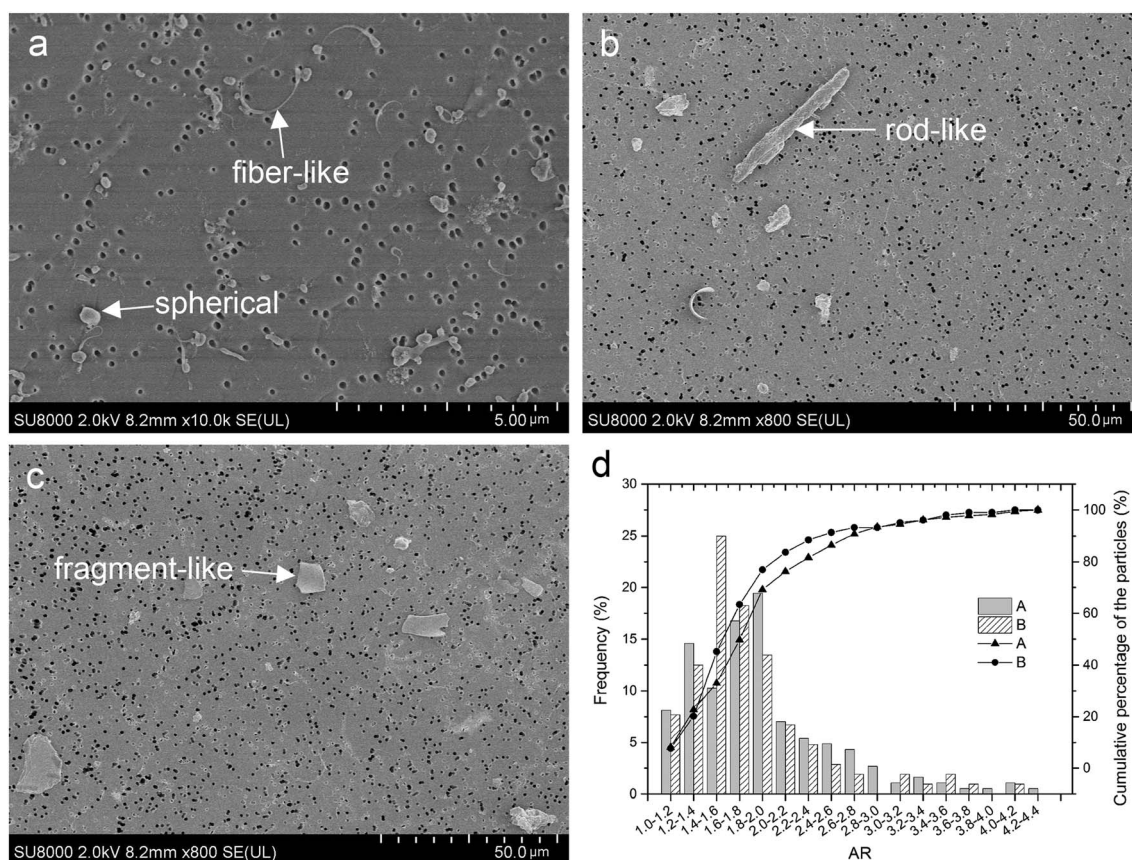 a
fiber-like
spherical
SU8000 2.0kV 8.2mm x10.0k SE(UL)
5.00μm
b
rod-like
SU8000 2.0kV 8.2mm x800 SE(UL)
50.0μm
c
fragment-like
SU8000 2.0kV 8.2mm x800 SE(UL)
50.0μm
d
30
25
20
15
10
5
0
Frequency (%)
100
80
60
40
20
0
Cumulative percentage of the particles (%)
A
B
A
B
1.0-1.2
1.2-1.4
1.4-1.6
1.6-1.8
1.8-2.0
2.0-2.2
2.2-2.4
2.4-2.6
2.6-2.8
2.8-3.0
3.0-3.2
3.2-3.4
3.4-3.6
3.6-3.8
3.8-4.0
4.0-4.2
4.2-4.4
AR